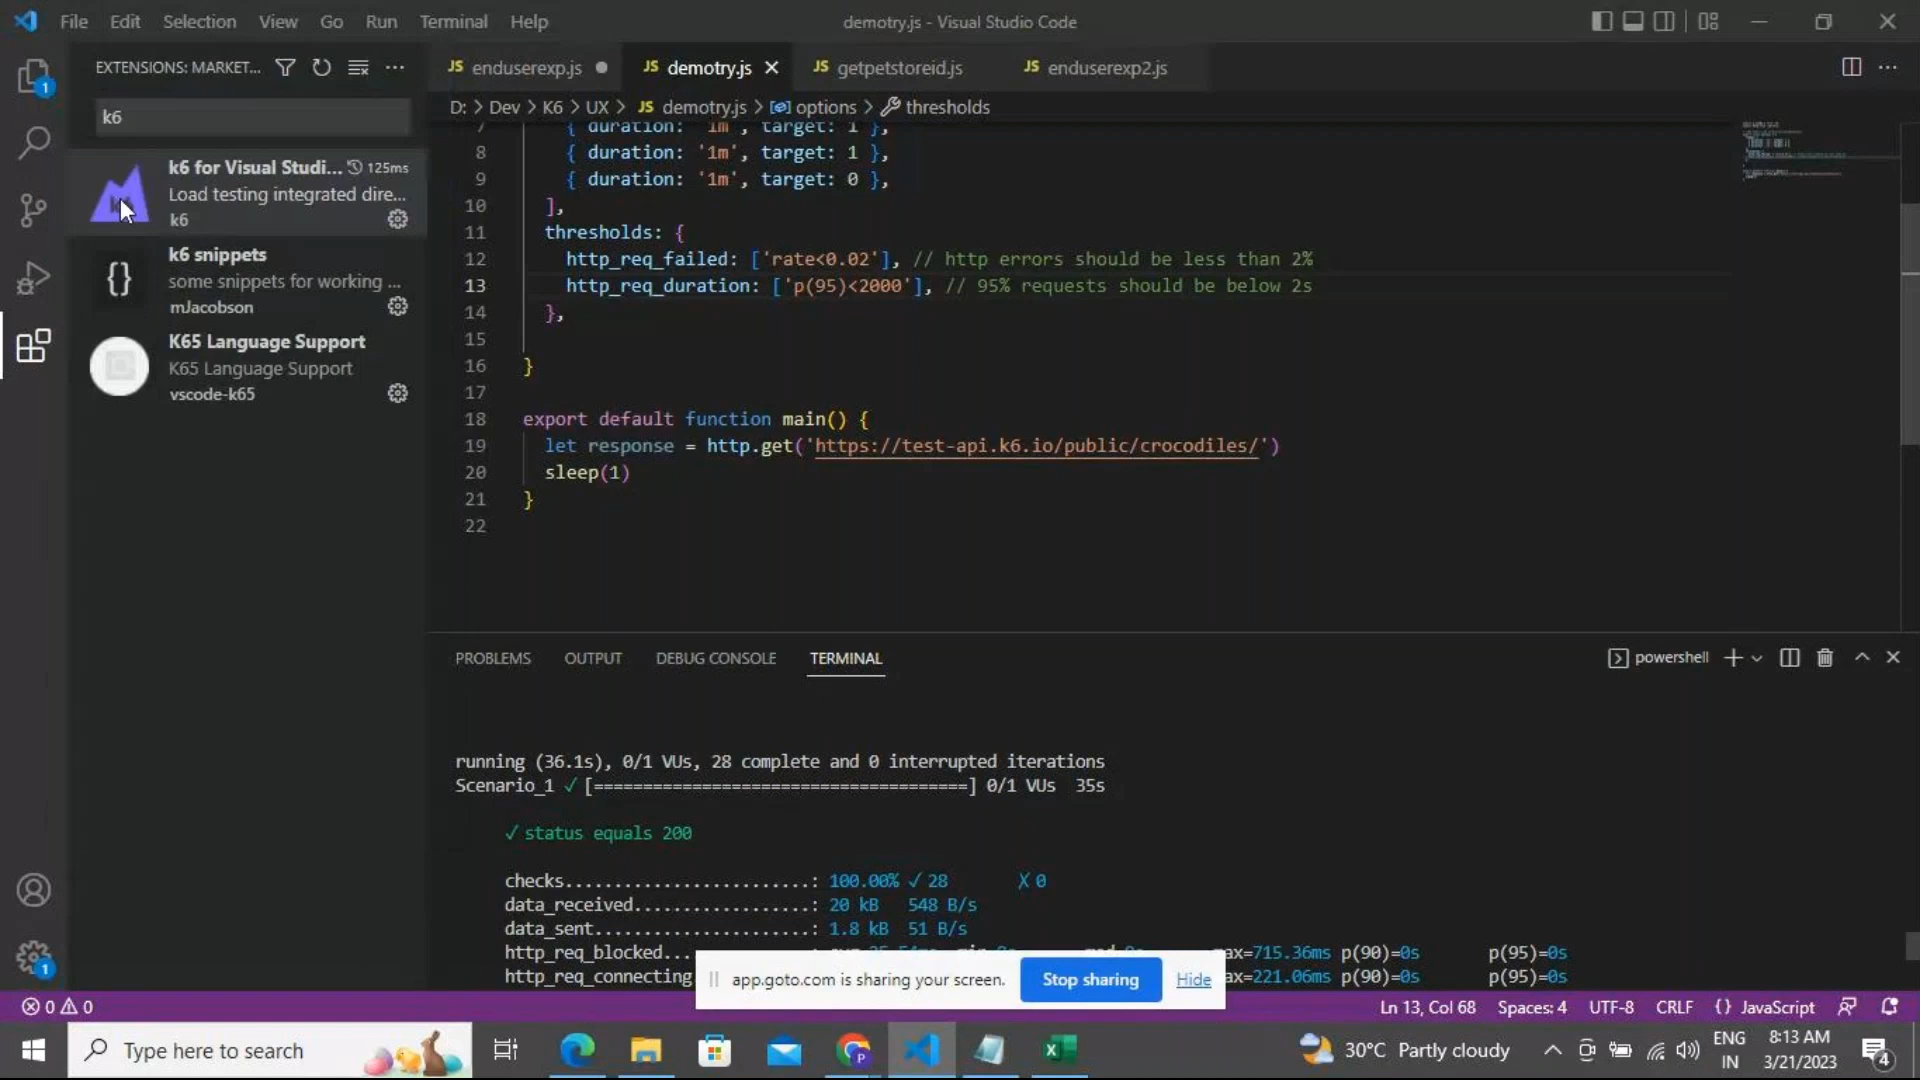 File Edit Selection View Go Run Terminal Help
demotry.js - Visual Studio Code
EXTENSIONS: MARKET...
k6
k6 for Visual Studi... 125ms
Load testing integrated dire...
k6
k6 snippets
some snippets for working ...
mJacobson
K65 Language Support
K65 Language Support
vscode-k65
1
1
JS enduserexp.js
JS demotry.js
JS getpetstoreid.js
JS enduserexp2.js
D: > Dev > K6 > UX > JS demotry.js > options > thresholds
7 { duration: '1m', target: 1 },
8 { duration: '1m', target: 1 },
9 { duration: '1m', target: 0 },
10 ],
11 thresholds: {
12 http_req_failed: ['rate<0.02'], // http errors should be less than 2%
13 http_req_duration: ['p(95)<2000'], // 95% requests should be below 2s
14 },
15
16 }
17
18 export default function main() {
19 let response = http.get('https://test-api.k6.io/public/crocodiles/')
20 sleep(1)
21 }
22
PROBLEMS OUTPUT DEBUG CONSOLE TERMINAL
powershell
running (36.1s), 0/1 VUs, 28 complete and 0 interrupted iterations
Scenario_1 ✓ [======================================] 0/1 VUs 35s
✓ status equals 200
checks.........................: 100.00% ✓ 28 ✗ 0
data_received..................: 20 kB 548 B/s
data_sent......................: 1.8 kB 51 B/s
http_req_blocked... max=715.36ms p(90)=0s p(95)=0s
http_req_connecting ax=221.06ms p(90)=0s p(95)=0s
app.goto.com is sharing your screen. Stop sharing Hide
0 0
Ln 13, Col 68 Spaces: 4 UTF-8 CRLF {} JavaScript
Type here to search
30°C Partly cloudy
ENG
IN
8:13 AM
3/21/2023
4